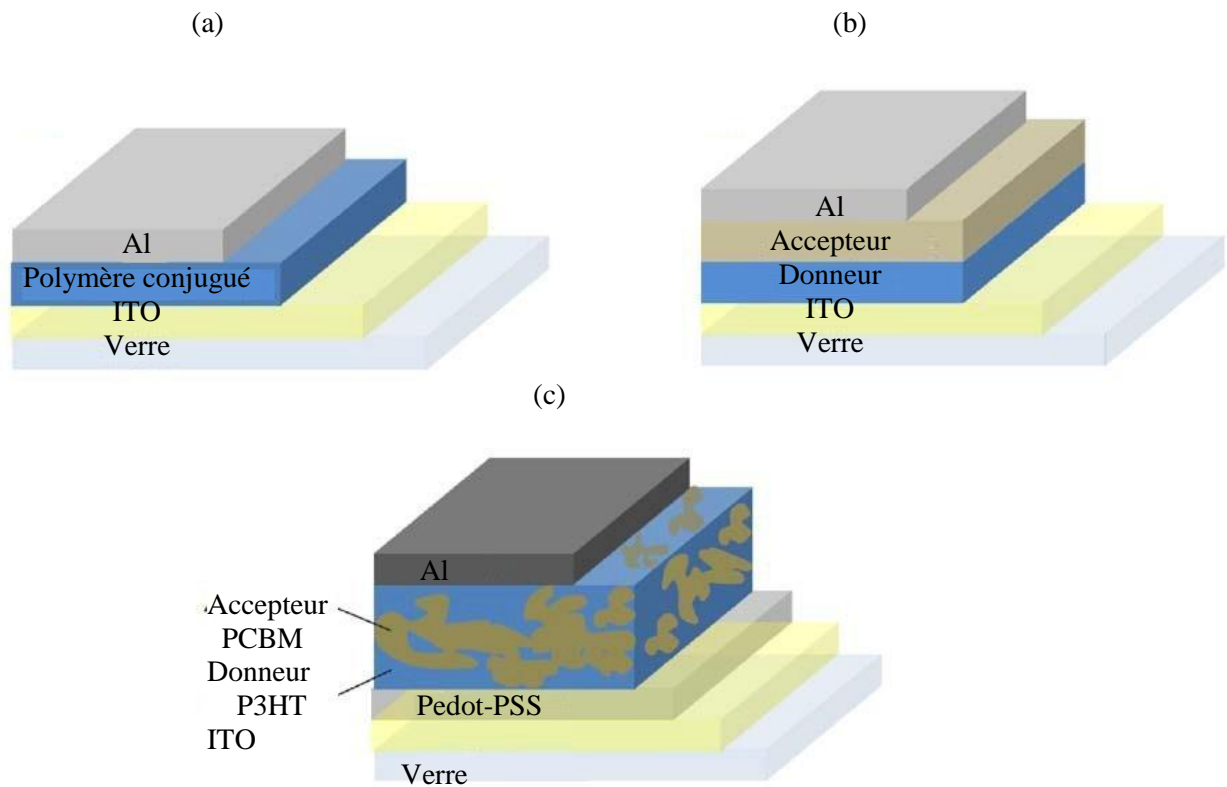 (a)
(b)
Al
Polymère conjugué
ITO
Verre
Al
Accepteur
Donneur
ITO
Verre
(c)
Al
Accepteur
PCBM
Donneur
P3HT
ITO
Pedot-PSS
Verre